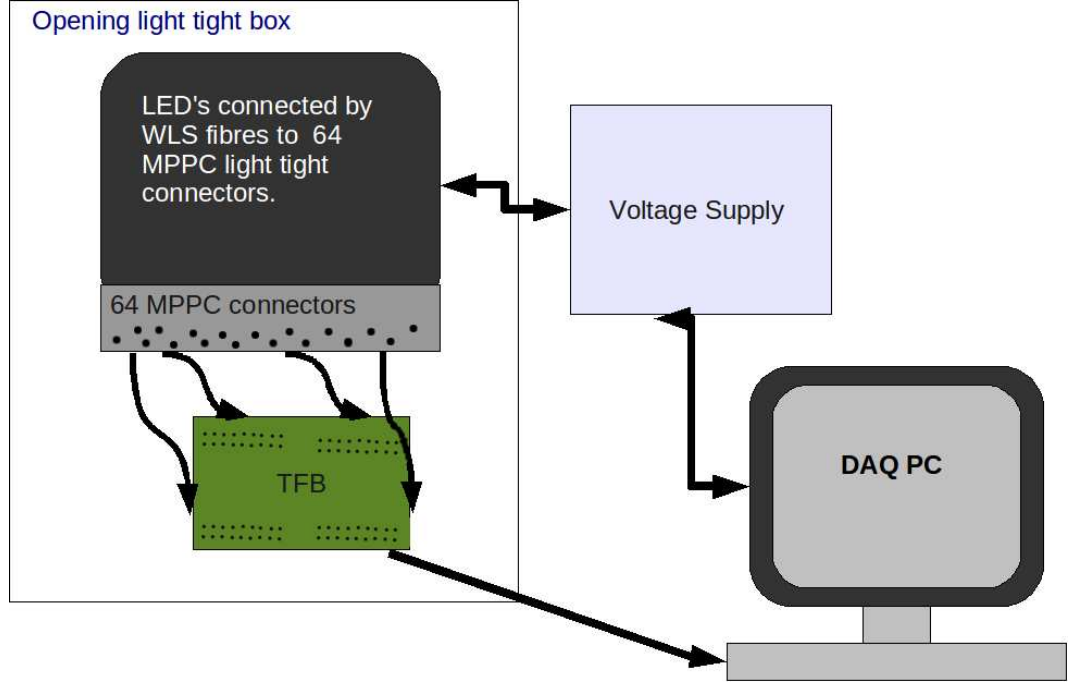 Opening light tight box
LED's connected by
WLS fibres to  64
MPPC light tight
connectors.
Voltage Supply
64 MPPC connectors
DAQ PC
TFB